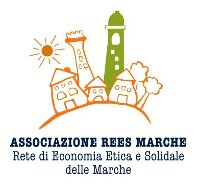 ASSOCIAZIONE REES MARCHE
Rete di Economia Etica e Solidale
delle Marche